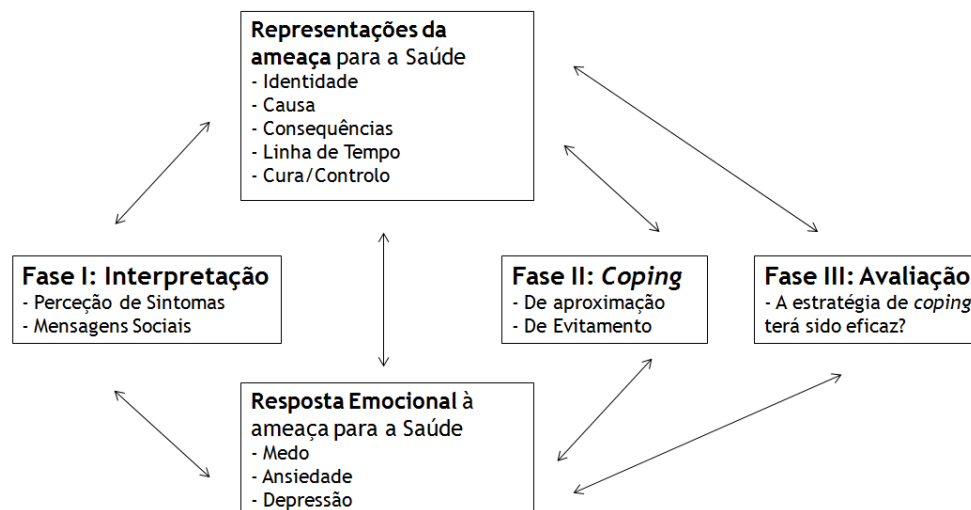 Representações da
ameaça para a Saúde
- Identidade
- Causa
- Consequências
- Linha de Tempo
- Cura/Controlo
Fase I: Interpretação
- Perceção de Sintomas
- Mensagens Sociais
Fase II: Coping
- De aproximação
- De Evitamento
Fase III: Avaliação
- A estratégia de coping
terá sido eficaz?
Resposta Emocional à
ameaça para a Saúde
- Medo
- Ansiedade
- Depressão